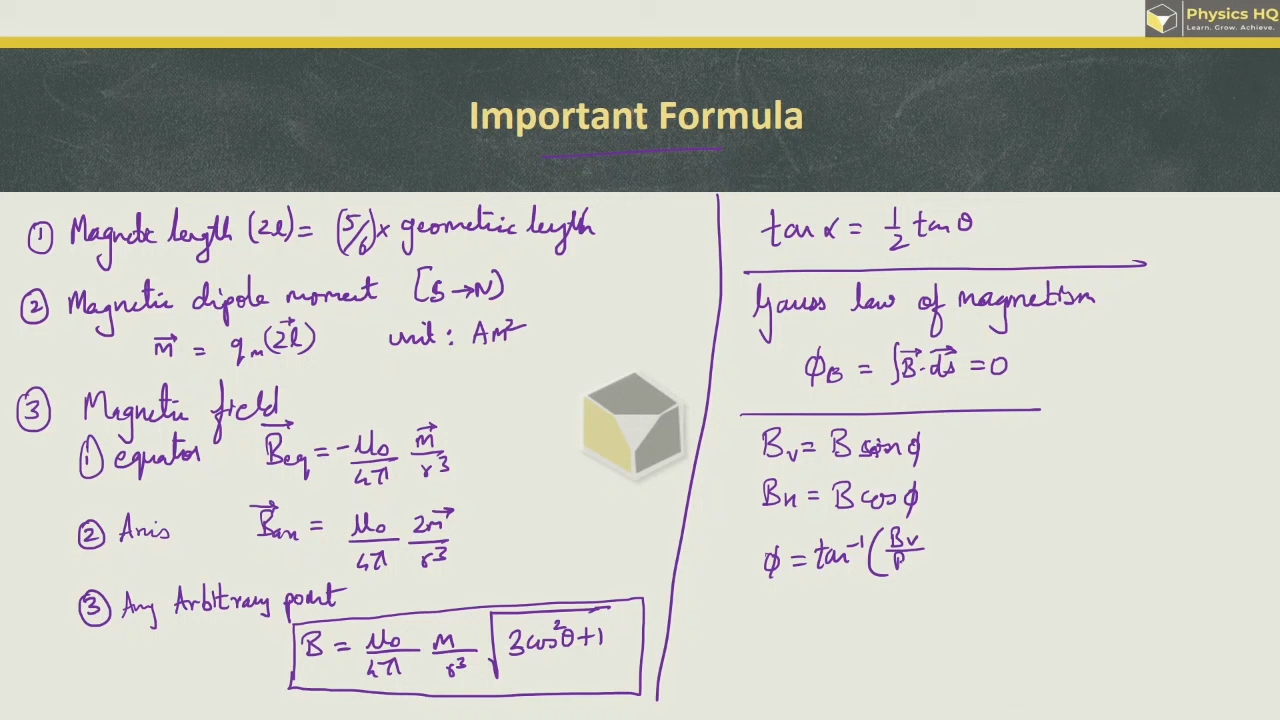 Physics HQ
Learn. Grow. Achieve.
Important Formula
① Magnetic length (2l) = (5/6) × geometric length
② Magnetic dipole moment [S → N]
m⃗ = qₘ(2l⃗) unit : Am²
③ Magnetic field
① equator B⃗eq = -μ₀/4π m⃗/r³
② Axis B⃗ax = μ₀/4π 2m⃗/r³
③ Any Arbitrary point
B = μ₀/4π m/r³ √3cos²θ+1
tan α = 1/2 tan θ
Gauss law of magnetism
ϕB = ∫B⃗·ds⃗ = 0
Bv = B sin ϕ
BH = B cos ϕ
ϕ = tan⁻¹ (Bv/B